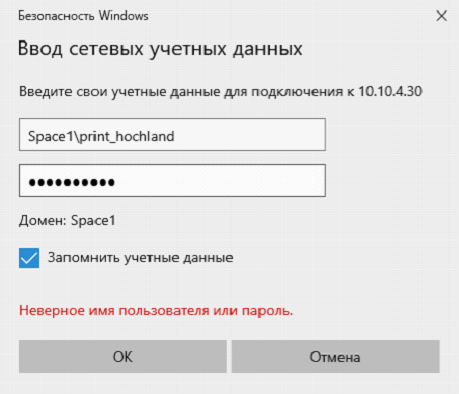 Безопасность Windows
Ввод сетевых учетных данных
Введите свои учетные данные для подключения к 10.10.4.30
Space1\print_hochland
●●●●●●●●●●
Домен: Space1
Запомнить учетные данные
Неверное имя пользователя или пароль.
ОК
Отмена